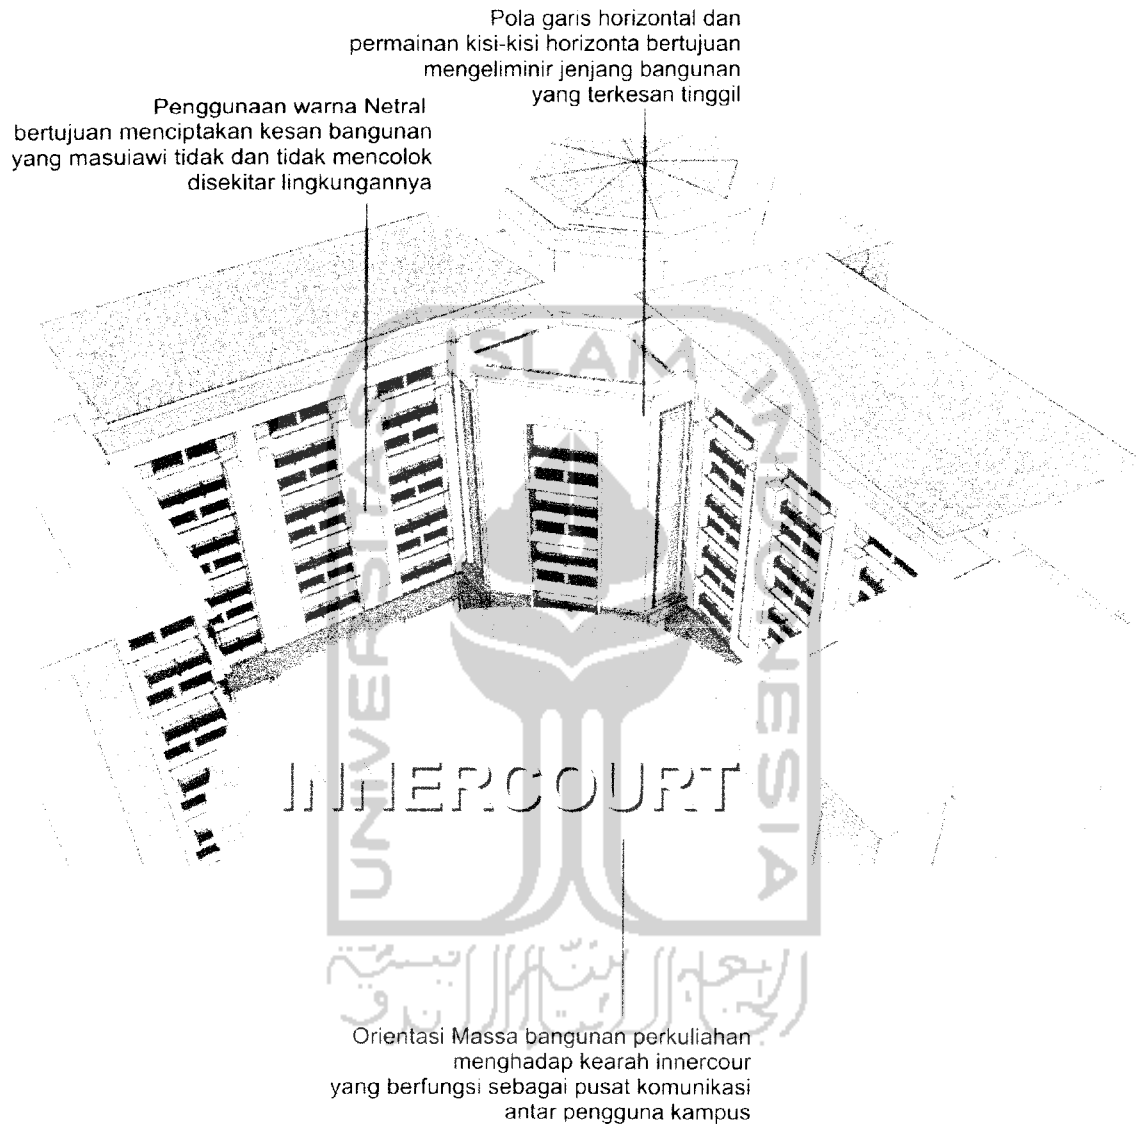 Pola garis horizontal dan
permainan kisi-kisi horizonta bertujuan
mengeliminir jenjang bangunan
yang terkesan tinggil
Penggunaan warna Netral
bertujuan menciptakan kesan bangunan
yang masuiawi tidak dan tidak mencolok
disekitar lingkungannya
UNIVERSITAS
ISLAM
INDONESIA
INNERCOURT
Orientasi Massa bangunan perkuliahan
menghadap kearah innercour
yang berfungsi sebagai pusat komunikasi
antar pengguna kampus